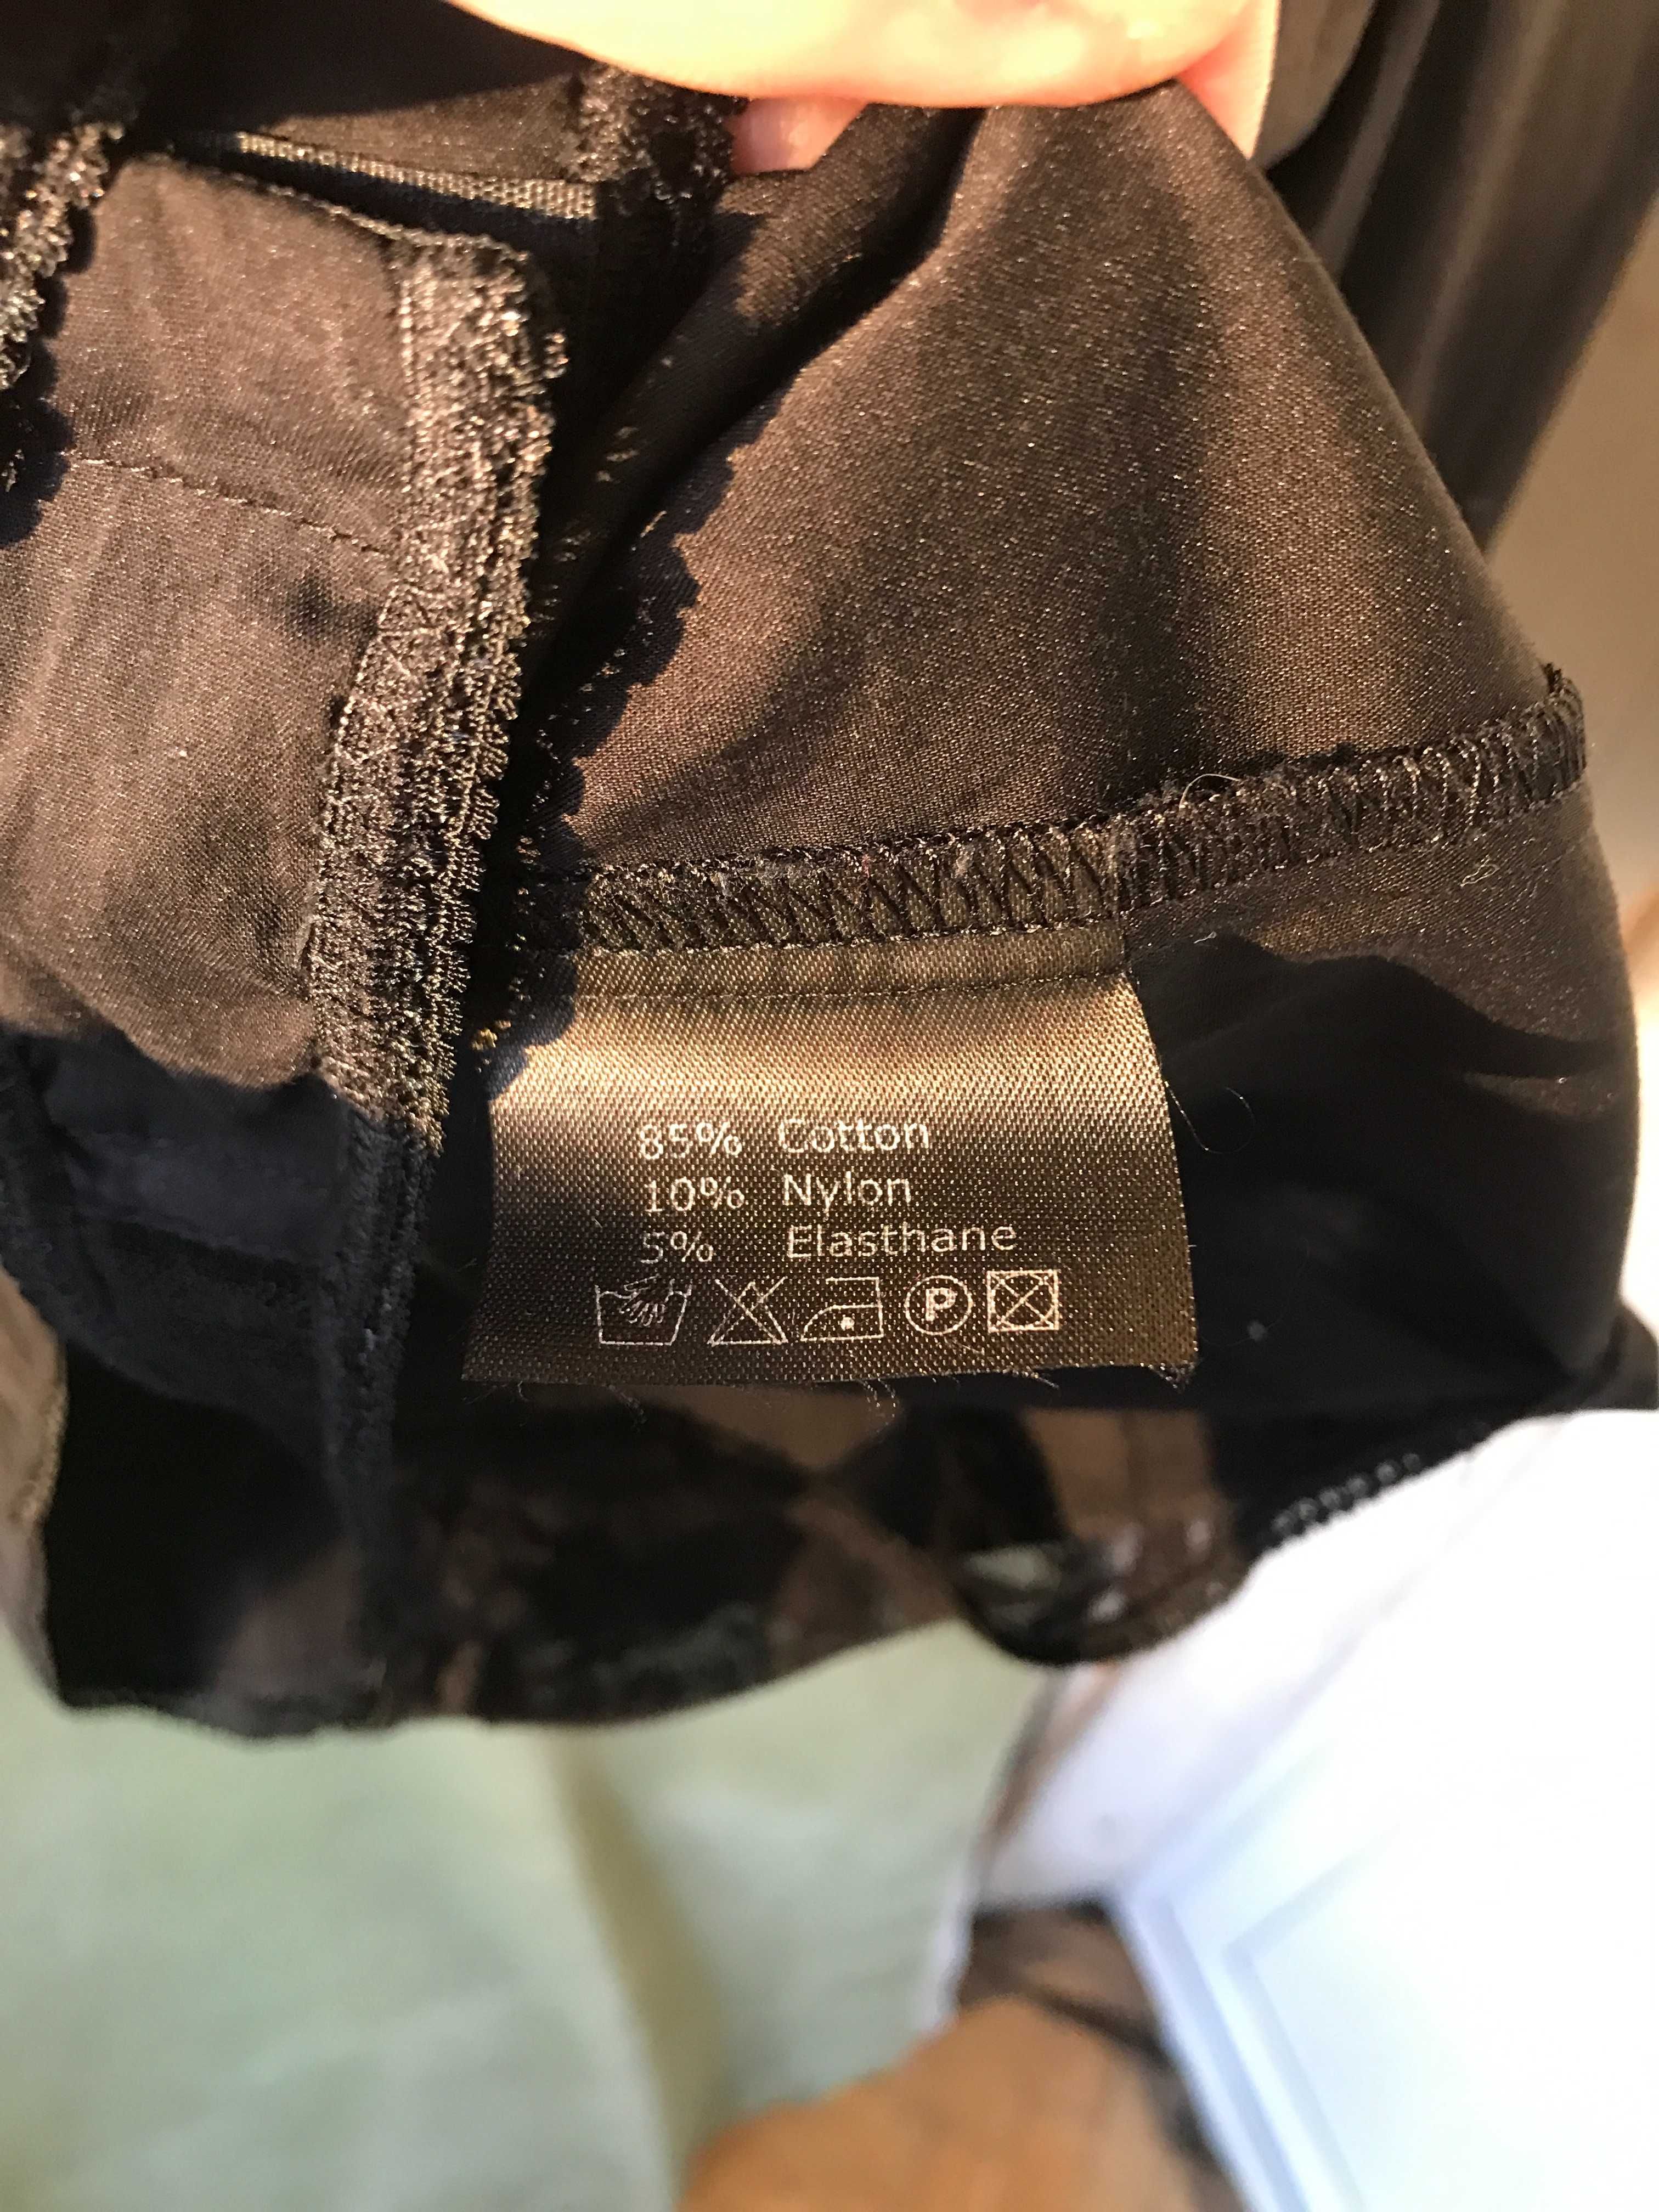 85% Cotton
10% Nylon
5% Elasthane
P